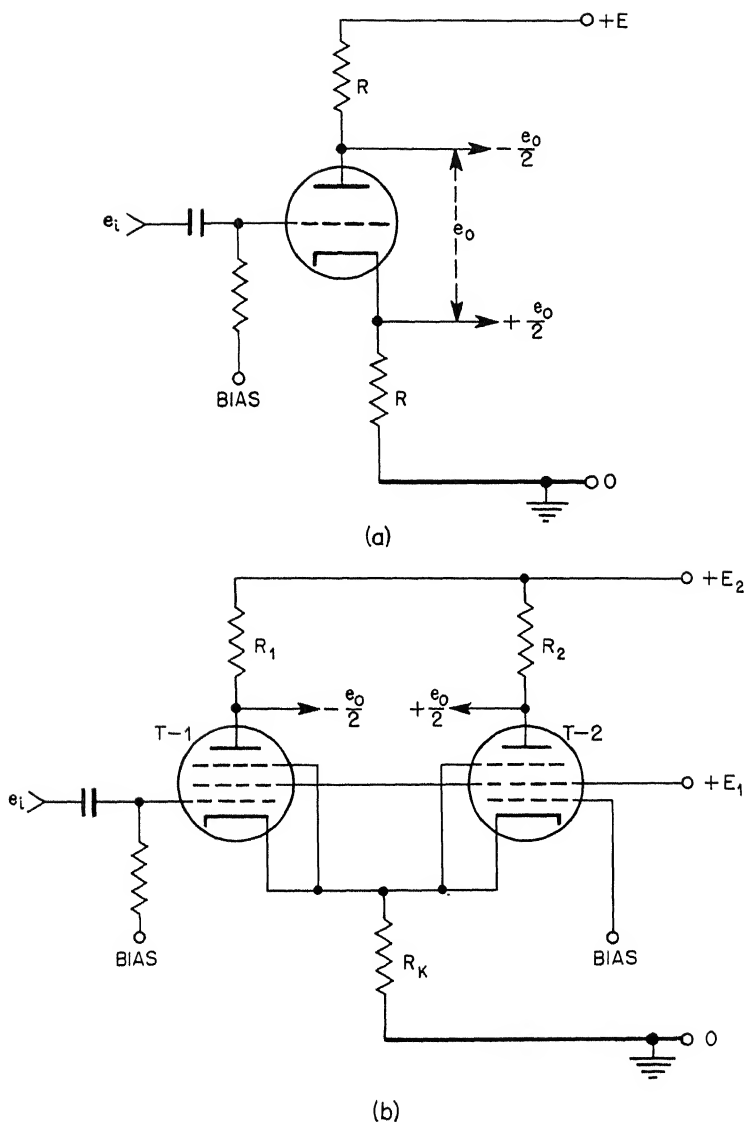 +E
R
- e₀/2
eᵢ
e₀
+ e₀/2
BIAS
R
0
(a)
+E₂
R₁
R₂
- e₀/2
+ e₀/2
T-1
T-2
eᵢ
+E₁
BIAS
R_K
BIAS
0
(b)